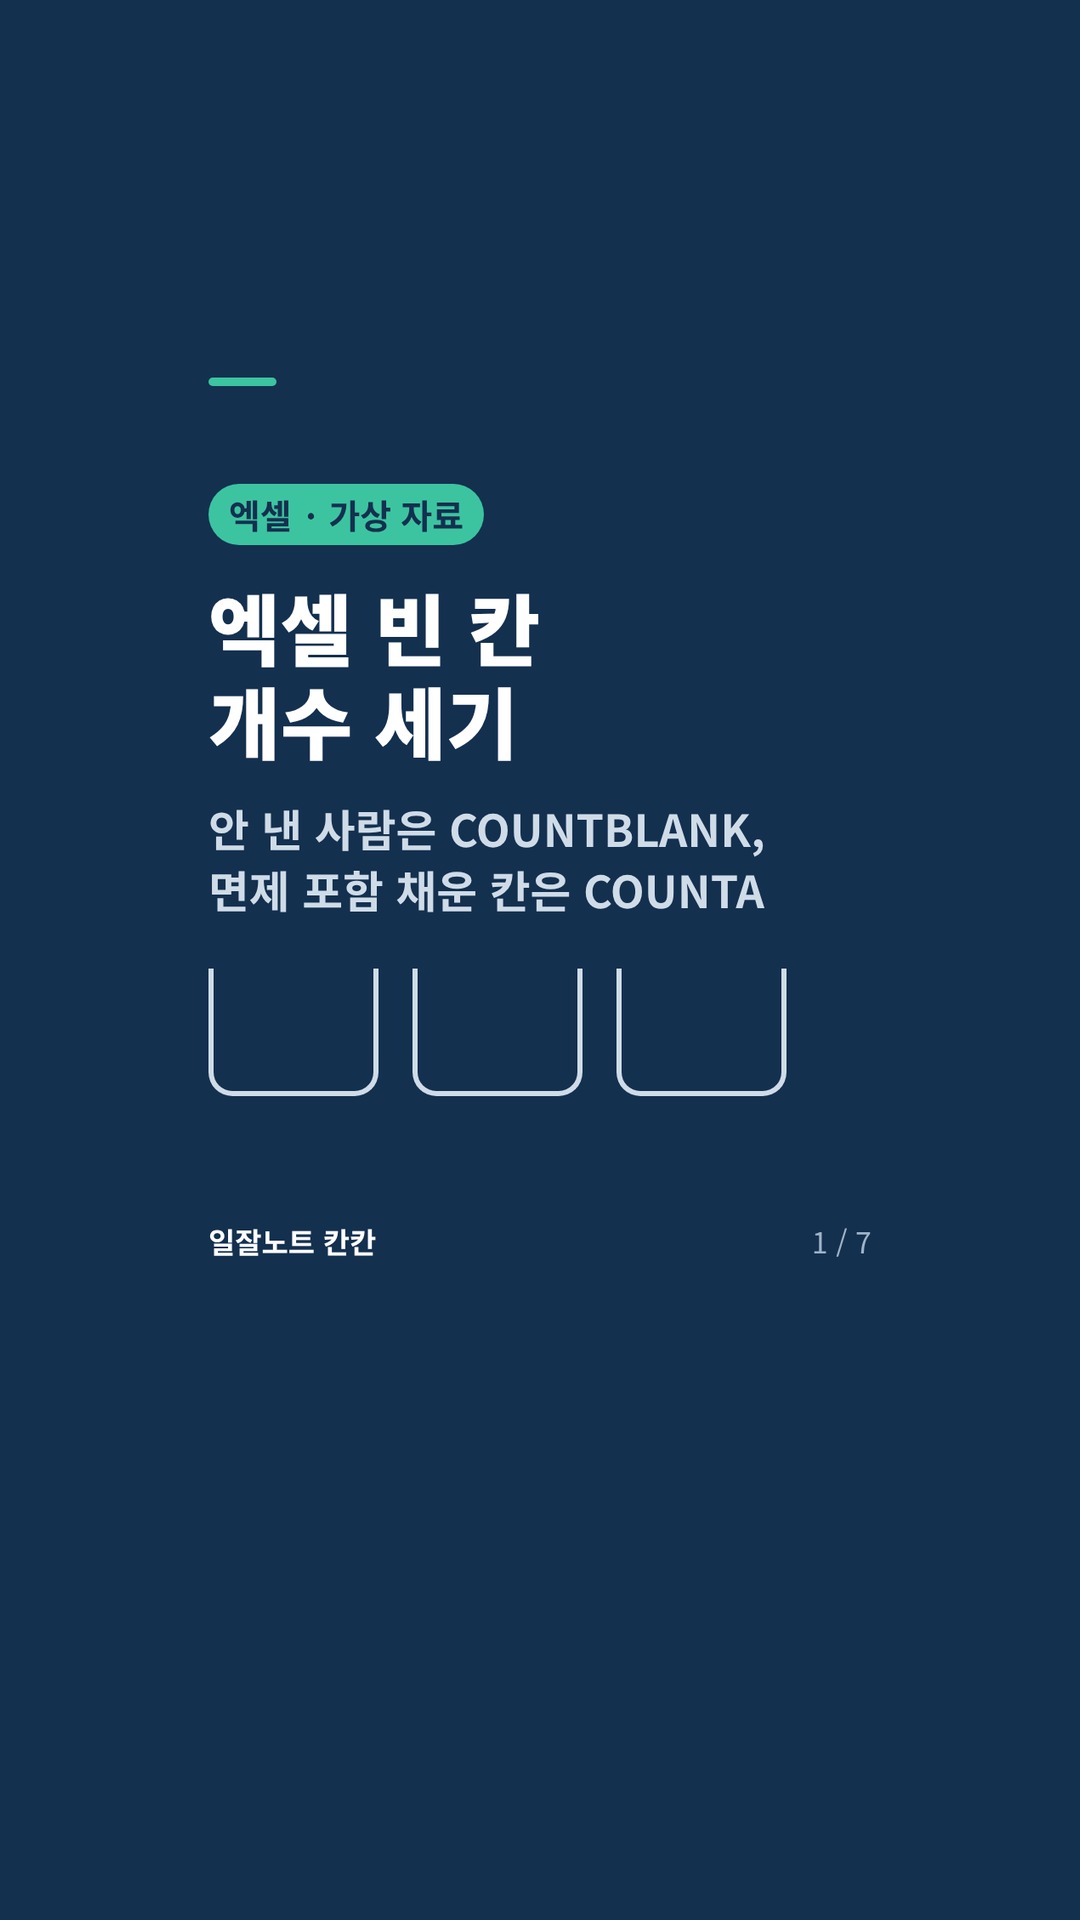 엑셀 · 가상 자료
엑셀 빈 칸
개수 세기
안 낸 사람은 COUNTBLANK,
면제 포함 채운 칸은 COUNTA
일잘노트 칸칸
1 / 7